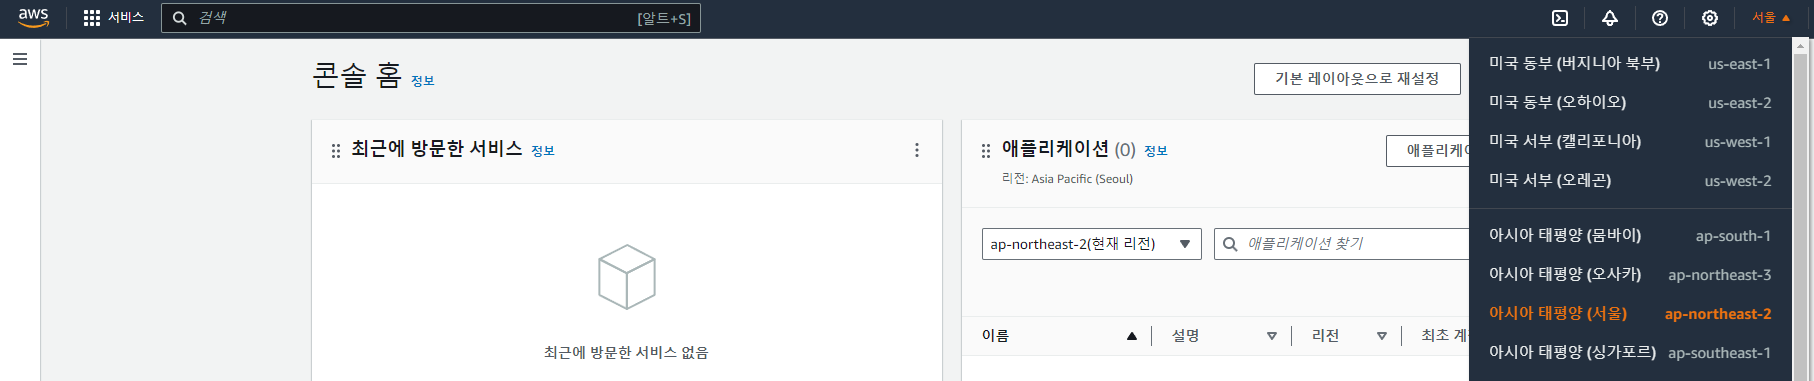 aws
서비스
검색
[알트+S]
서울
콘솔 홈 정보
기본 레이아웃으로 재설정
최근에 방문한 서비스 정보
최근에 방문한 서비스 없음
애플리케이션 (0) 정보
애플리케이
리전: Asia Pacific (Seoul)
ap-northeast-2(현재 리전)
애플리케이션 찾기
이름
설명
리전
최초 계
미국 동부 (버지니아 북부) us-east-1
미국 동부 (오하이오) us-east-2
미국 서부 (캘리포니아) us-west-1
미국 서부 (오레곤) us-west-2
아시아 태평양 (뭄바이) ap-south-1
아시아 태평양 (오사카) ap-northeast-3
아시아 태평양 (서울) ap-northeast-2
아시아 태평양 (싱가포르) ap-southeast-1